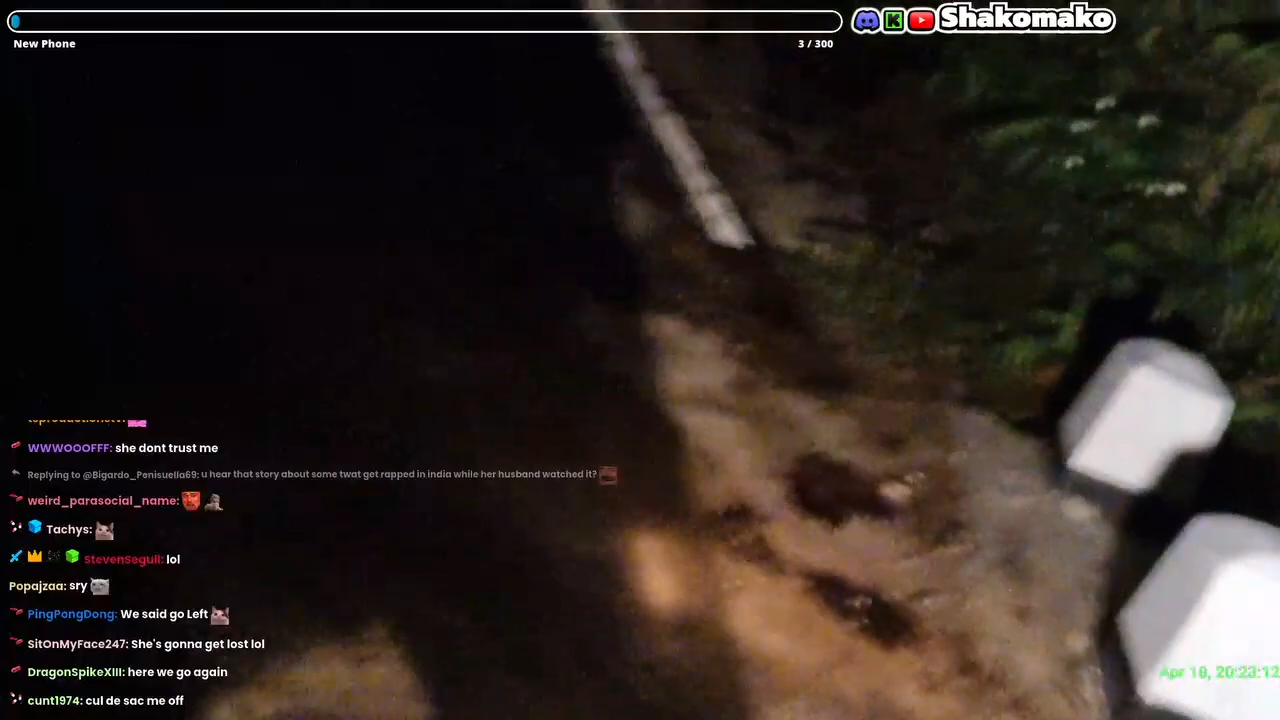 Shakomako
New Phone
3 / 300
WWWOOOFFF: she dont trust me
Replying to @Bigardo_Penisuella69: u hear that story about some twat get rapped in india while her husband watched it?
weird_parasocial_name:
Tachys:
StevenSegull: lol
Popajzaa: sry
PingPongDong: We said go Left
SitOnMyFace247: She's gonna get lost lol
DragonSpikeXIII: here we go again
cunt1974: cul de sac me off
Apr 18, 20:23:12